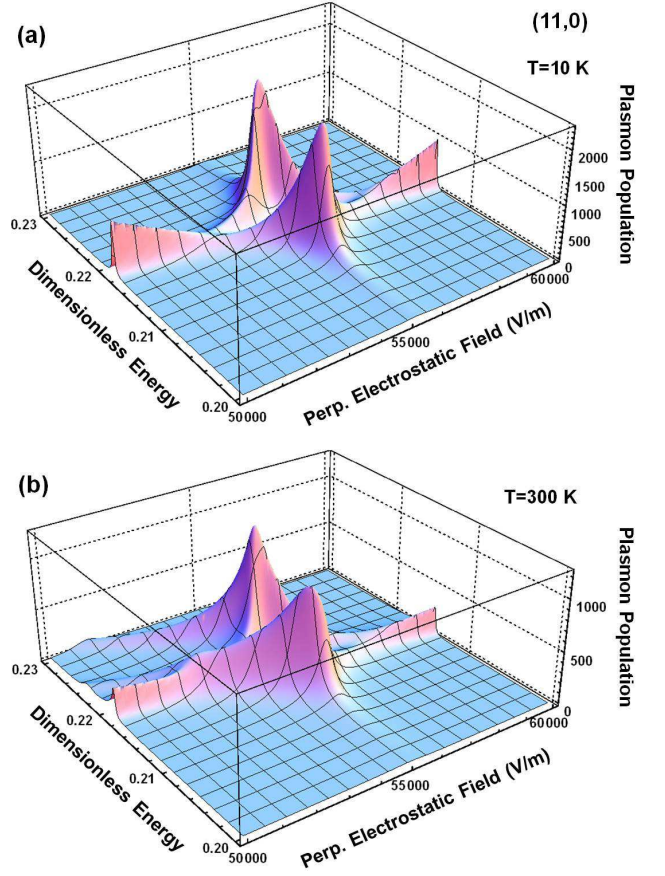 (a)
(11,0)
T=10 K
Plasmon Population
2000
1500
1000
500
0
0.23
0.22
0.21
0.20
Dimensionless Energy
50000
55000
60000
Perp. Electrostatic Field (V/m)
(b)
T=300 K
Plasmon Population
1000
500
0
0.23
0.22
0.21
0.20
Dimensionless Energy
50000
55000
60000
Perp. Electrostatic Field (V/m)